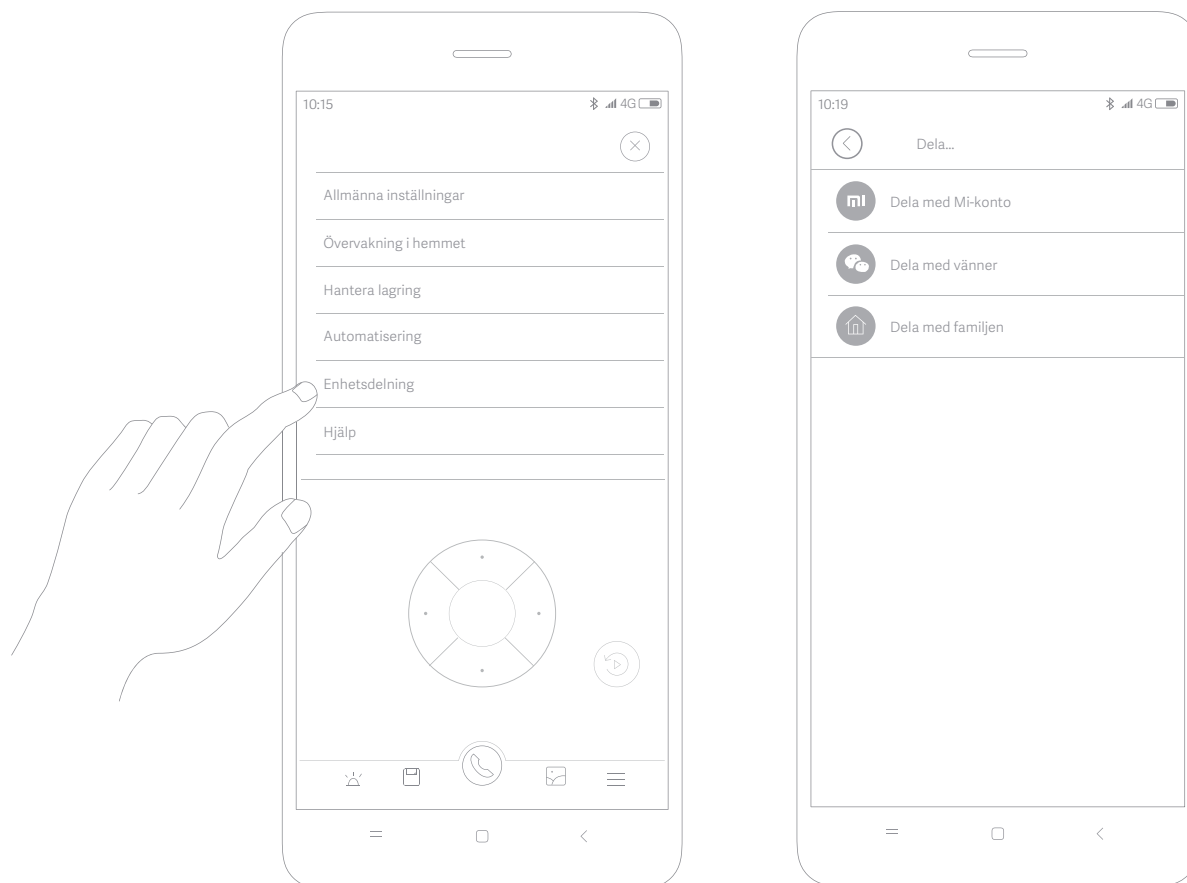 10:15 4G
Allmänna inställningar
Övervakning i hemmet
Hantera lagring
Automatisering
Enhetsdelning
Hjälp
10:19 4G
Dela...
Dela med Mi-konto
Dela med vänner
Dela med familjen